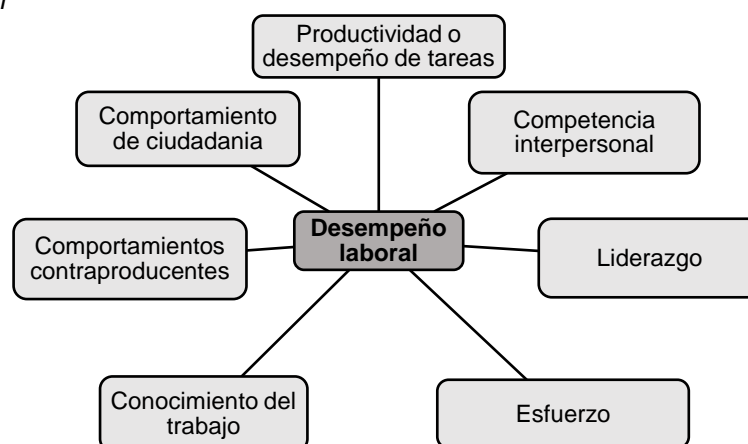 Productividad o
desempeño de tareas
Comportamiento
de ciudadania
Competencia
interpersonal
Desempeño
laboral
Comportamientos
contraproducentes
Liderazgo
Conocimiento del
trabajo
Esfuerzo